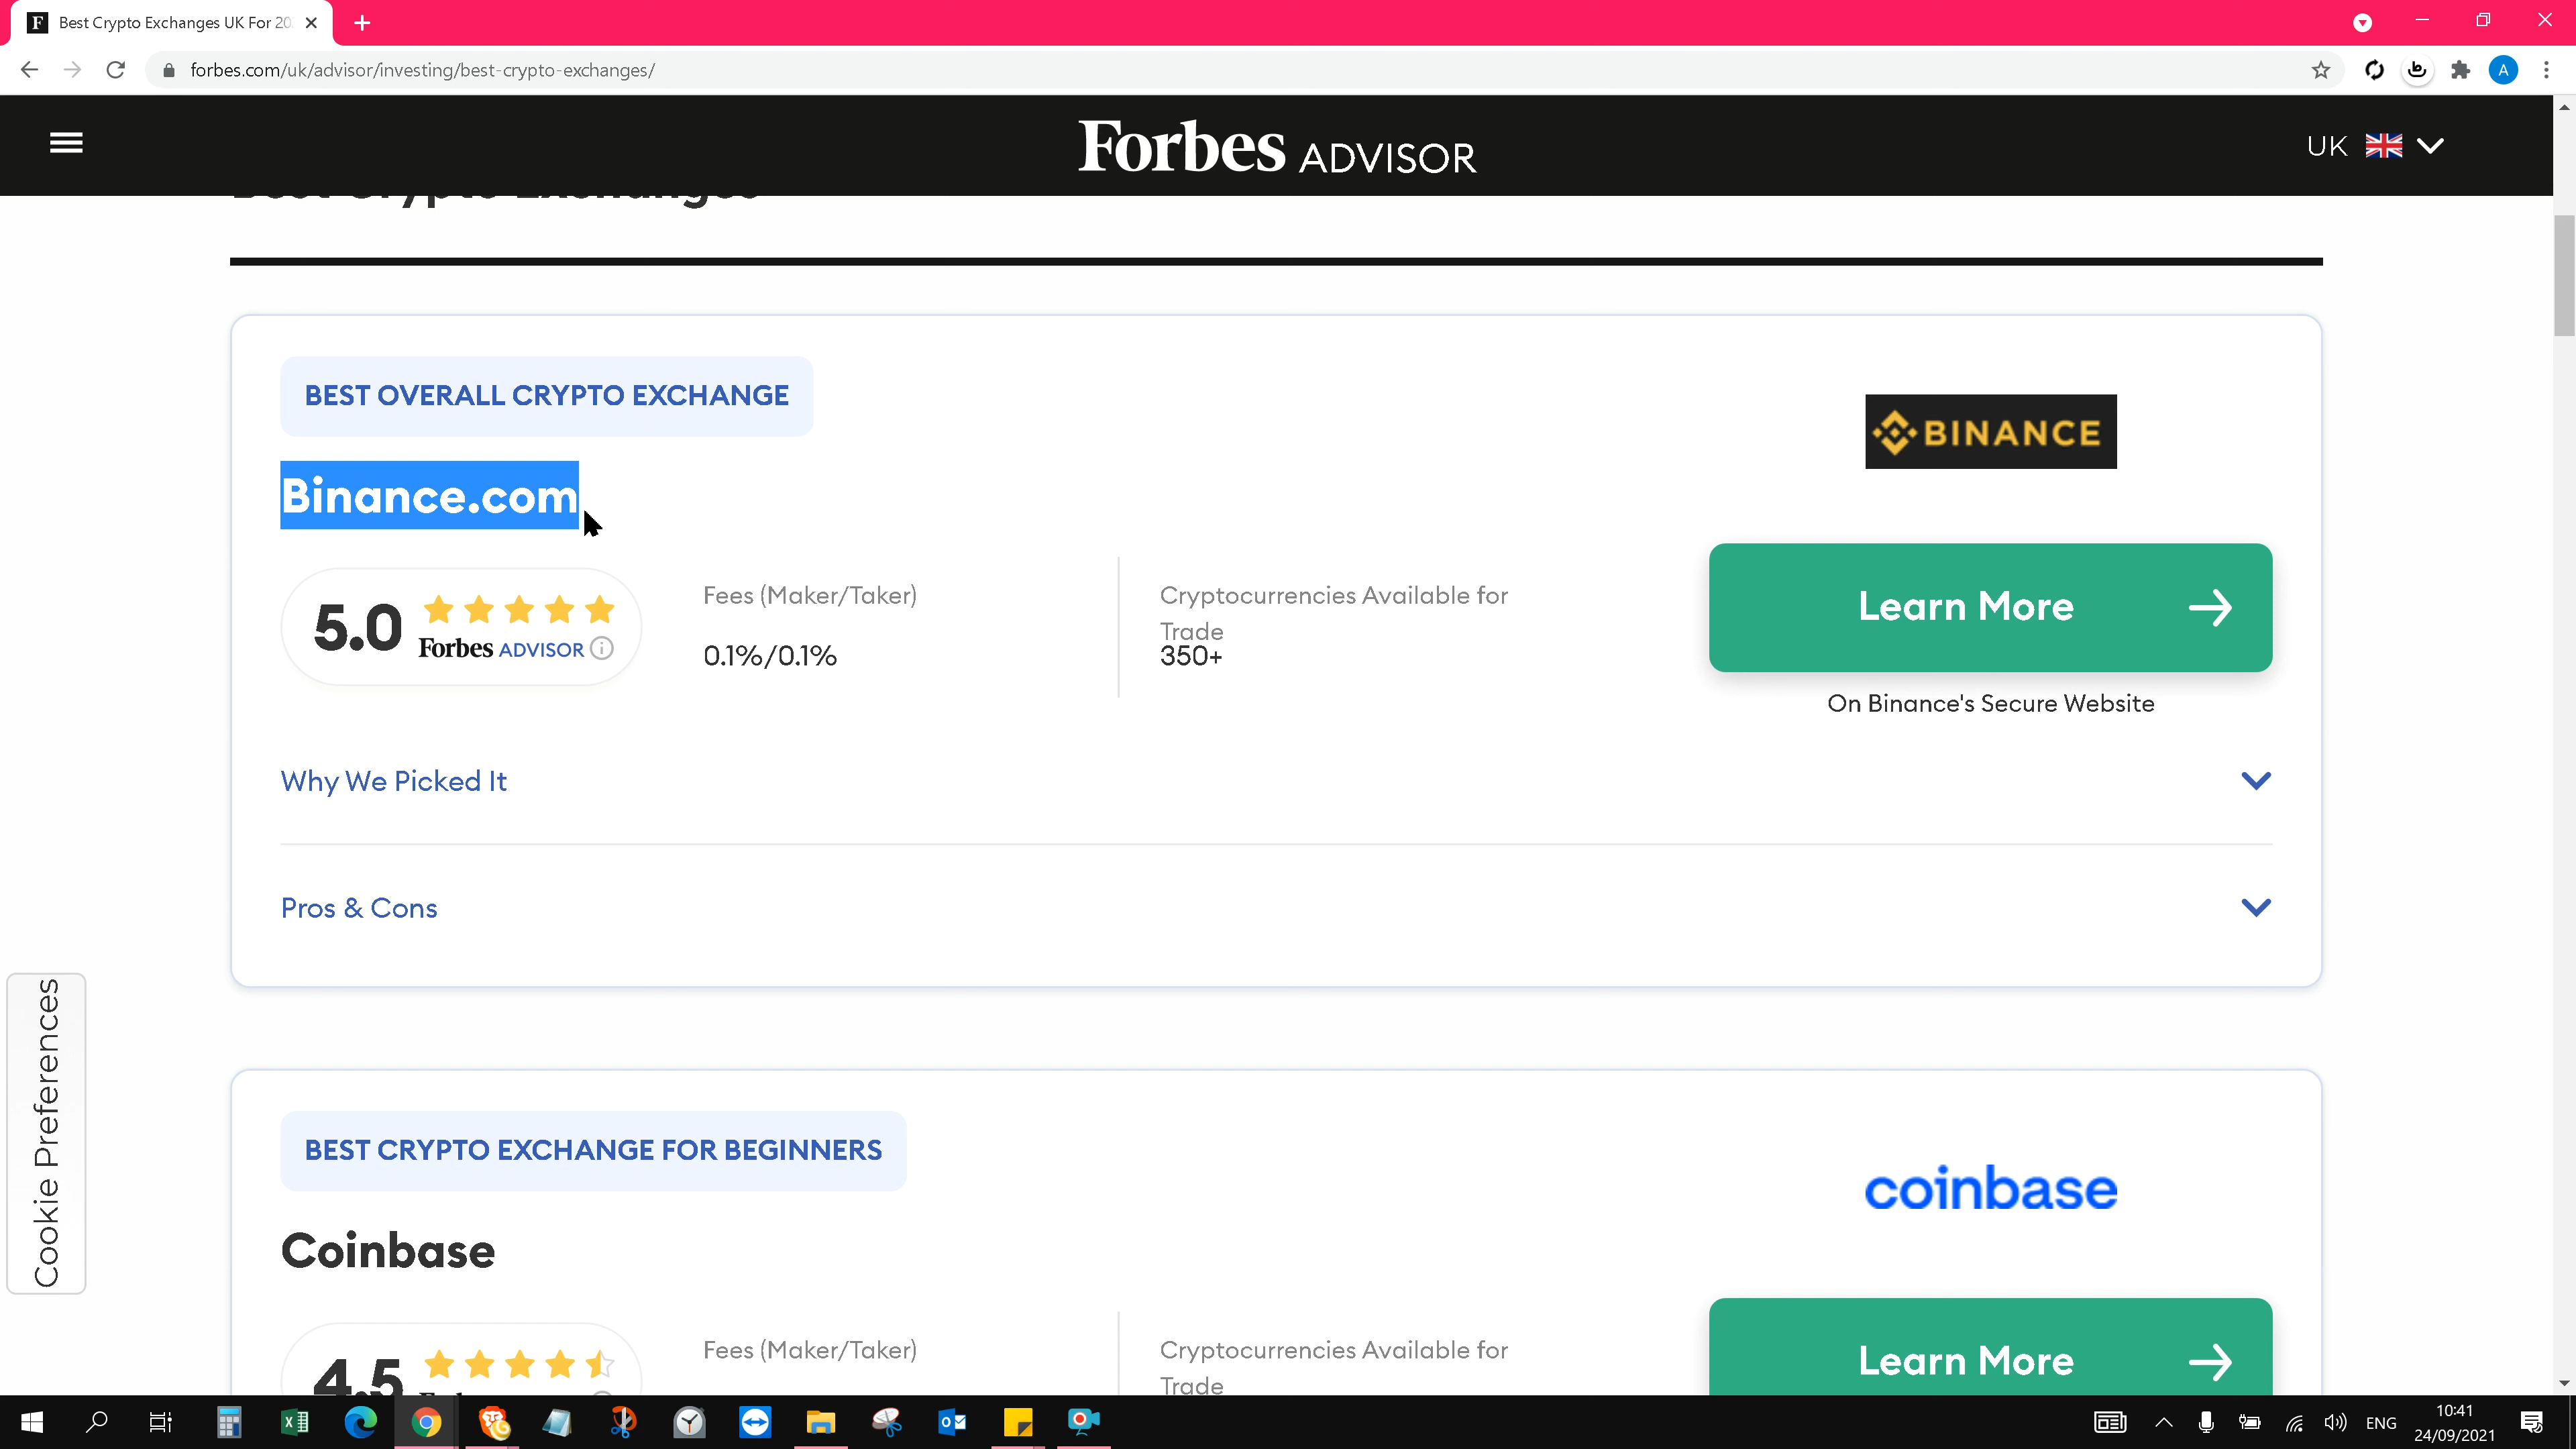 F Best Crypto Exchanges UK For 20
forbes.com/uk/advisor/investing/best-crypto-exchanges/
A
Forbes ADVISOR
UK
Best Crypto Exchanges
BEST OVERALL CRYPTO EXCHANGE
BINANCE
Binance.com
5.0
Forbes ADVISOR
Fees (Maker/Taker)
0.1%/0.1%
Cryptocurrencies Available for
Trade
350+
Learn More
On Binance's Secure Website
Why We Picked It
Pros & Cons
Cookie Preferences
BEST CRYPTO EXCHANGE FOR BEGINNERS
coinbase
Coinbase
4.5
Fees (Maker/Taker)
Cryptocurrencies Available for
Trade
Learn More
ENG
10:41
24/09/2021